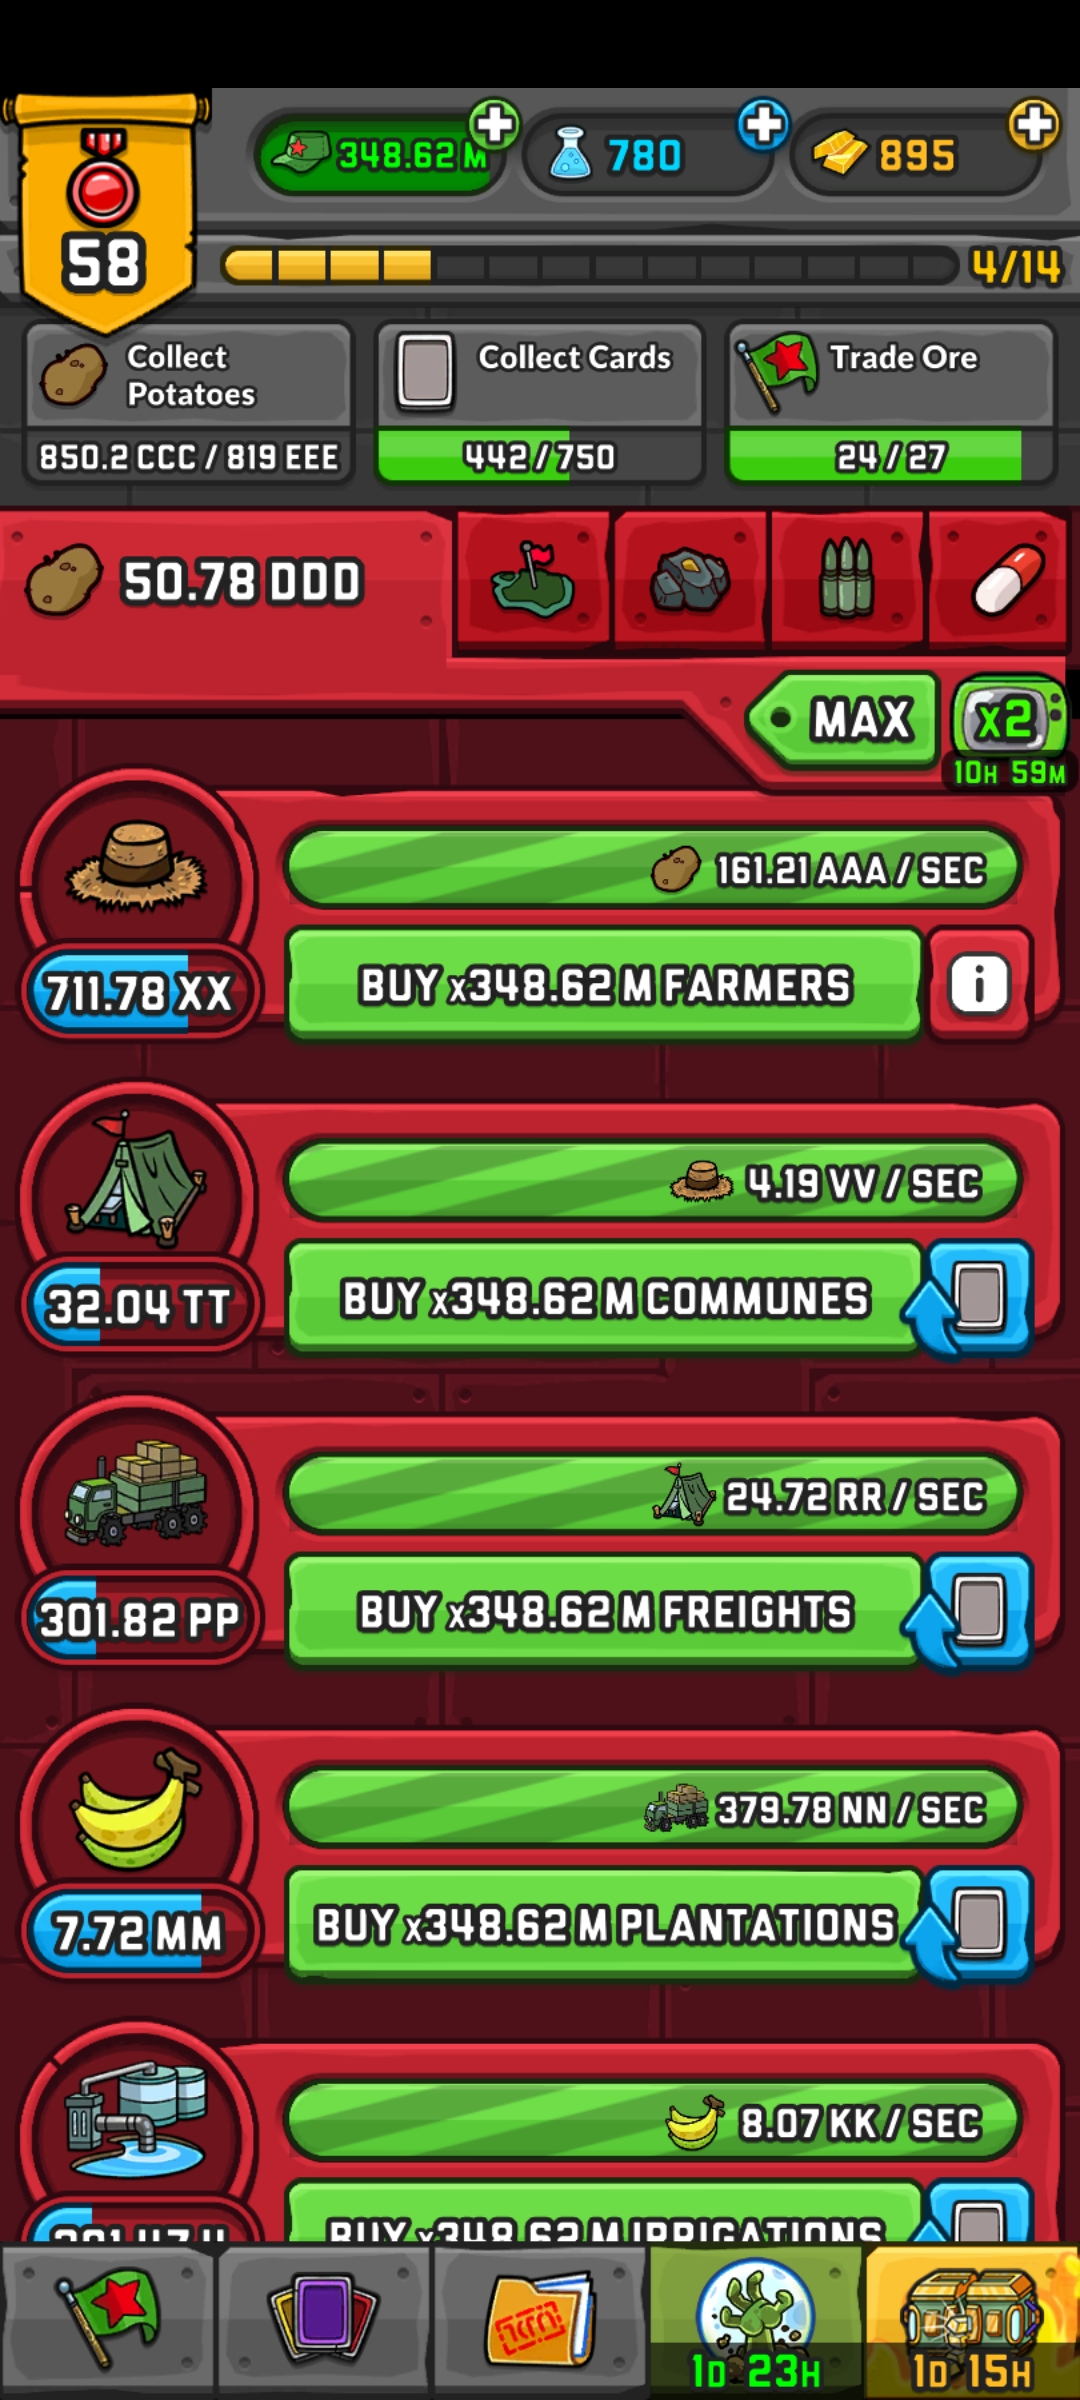 348.62 M
780
895
58
4/14
Collect
Potatoes
850.2 CCC / 819 EEE
Collect Cards
442/750
Trade Ore
24/27
50.78 DDD
MAX
x2
10H 59M
161.21 AAA / SEC
711.78 XX
BUY x348.62 M FARMERS
i
4.19 VV / SEC
32.04 TT
BUY x348.62 M COMMUNES
24.72 RR / SEC
301.82 PP
BUY x348.62 M FREIGHTS
379.78 NN / SEC
7.72 MM
BUY x348.62 M PLANTATIONS
8.07 KK / SEC
BUY x348.62 M IRRIGATIONS
1D 23H
1D 15H